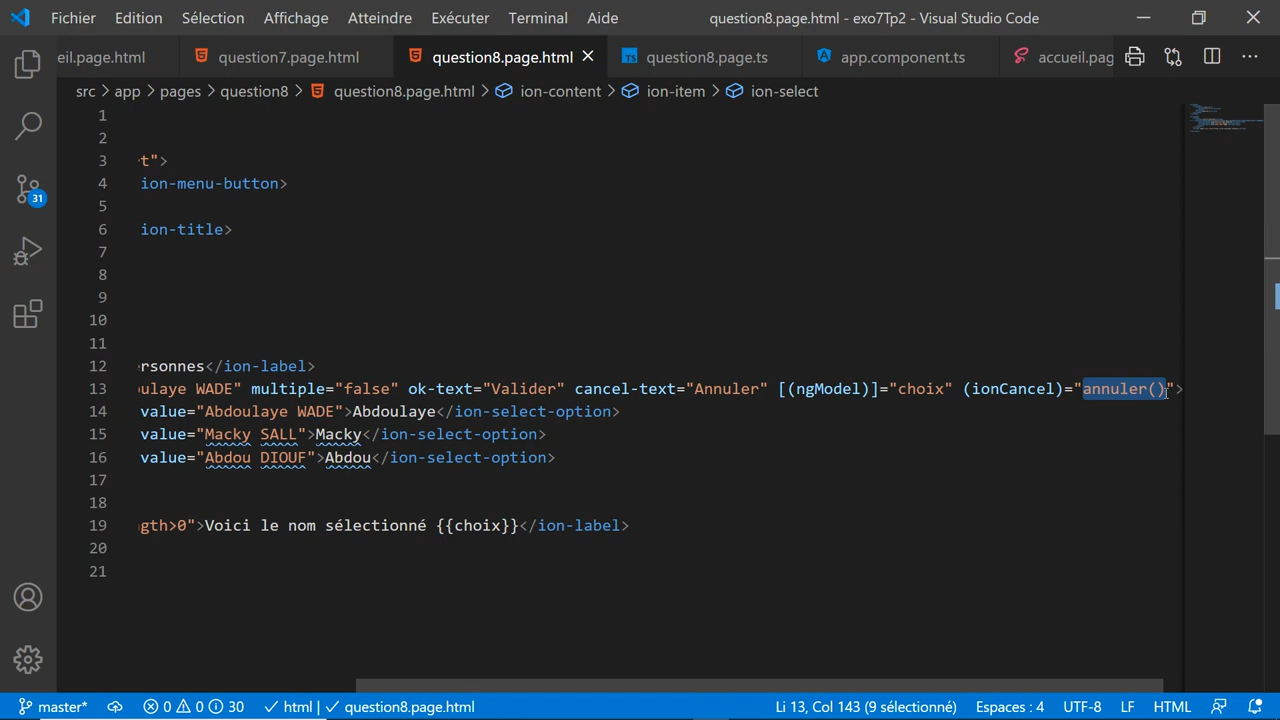 Fichier Edition Sélection Affichage Atteindre Exécuter Terminal Aide question8.page.html - exo7Tp2 - Visual Studio Code
eil.page.html question7.page.html question8.page.html TS question8.page.ts app.component.ts accueil.pag
src > app > pages > question8 > question8.page.html > ion-content > ion-item > ion-select
1
2
3 t">
4 ion-menu-button>
5
6 ion-title>
7
8
9
10
11
12 ersonnes</ion-label>
13 oulaye WADE" multiple="false" ok-text="Valider" cancel-text="Annuler" [(ngModel)]="choix" (ionCancel)="annuler()">
14 value="Abdoulaye WADE">Abdoulaye</ion-select-option>
15 value="Macky SALL">Macky</ion-select-option>
16 value="Abdou DIOUF">Abdou</ion-select-option>
17
18
19 gth>0">Voici le nom sélectionné {{choix}}</ion-label>
20
21
31
master* 0 0 30 html | question8.page.html Li 13, Col 143 (9 sélectionné) Espaces : 4 UTF-8 LF HTML